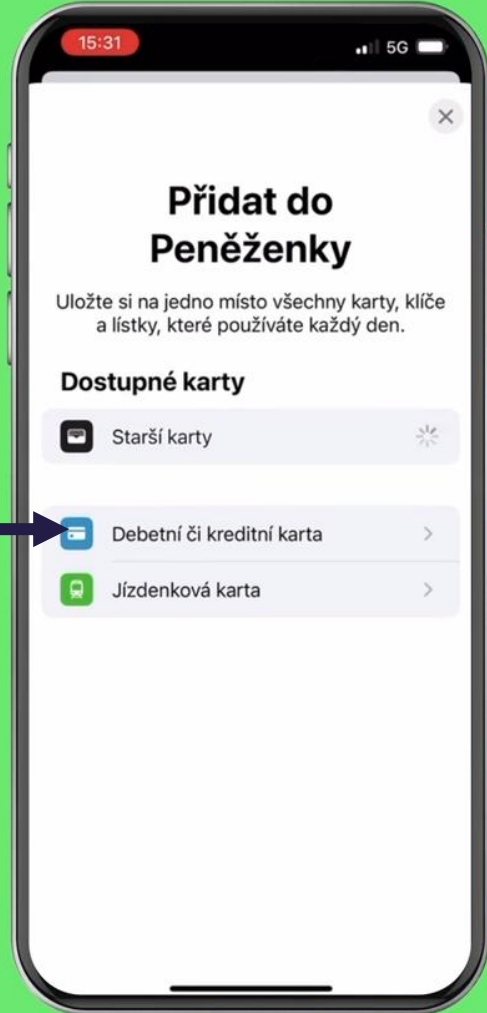 15:31
5G
Přidat do
Peněženky
Uložte si na jedno místo všechny karty, klíče
a lístky, které používáte každý den.
Dostupné karty
Starší karty
Debetní či kreditní karta
Jízdenková karta